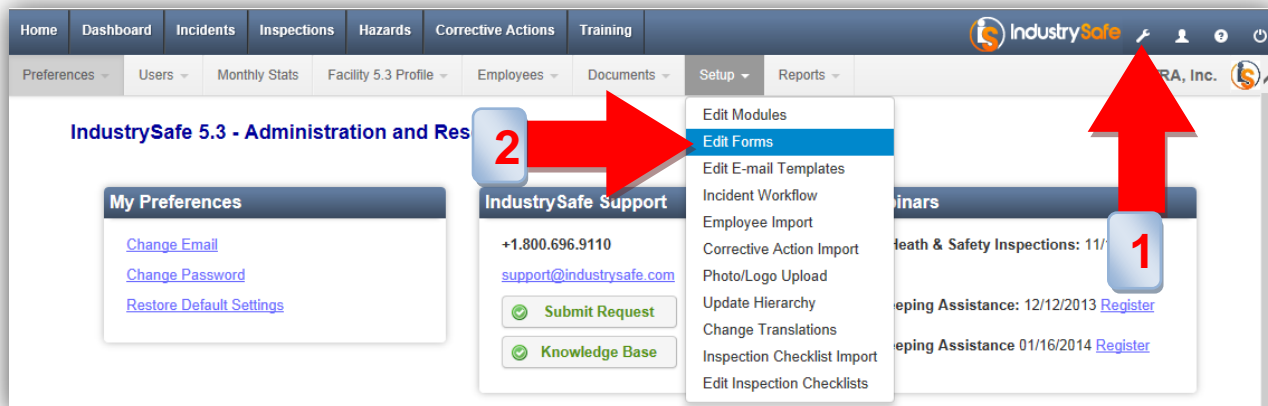 Home Dashboard Incidents Inspections Hazards Corrective Actions Training IndustrySafe
Preferences Users Monthly Stats Facility 5.3 Profile Employees Documents Setup Reports RA, Inc.
IndustrySafe 5.3 - Administration and Res
My Preferences
Change Email
Change Password
Restore Default Settings
IndustrySafe Support
+1.800.696.9110
support@industrysafe.com
Submit Request
Knowledge Base
Edit Modules
Edit Forms
Edit E-mail Templates
Incident Workflow
Employee Import
Corrective Action Import
Photo/Logo Upload
Update Hierarchy
Change Translations
Inspection Checklist Import
Edit Inspection Checklists
inars
Heath & Safety Inspections: 11/
eping Assistance: 12/12/2013 Register
eping Assistance 01/16/2014 Register
2
1